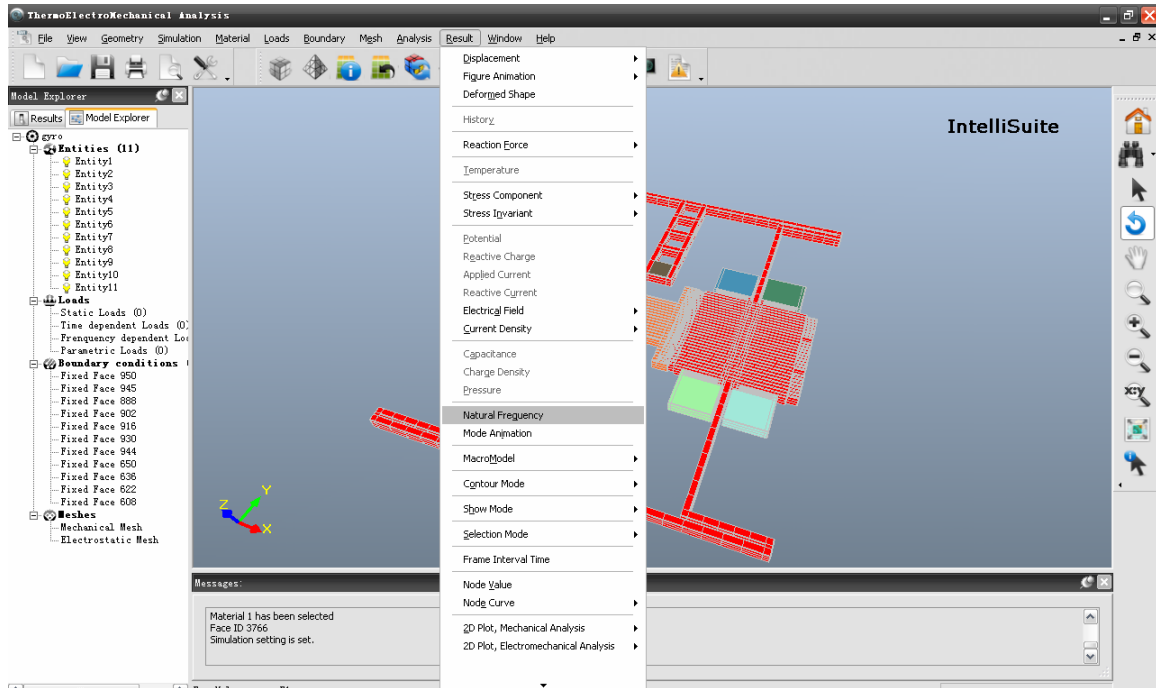 ThermoElectroMechanical Analysis
File View Geometry Simulation Material Loads Boundary Mesh Analysis Result Window Help
Model Explorer
Results Model Explorer
gyro
Entities (11)
Entity1
Entity2
Entity3
Entity4
Entity5
Entity6
Entity7
Entity8
Entity9
Entity10
Entity11
Loads
Static Loads (0)
Time dependent Loads (0)
Frenquency dependent Loa
Parametric Loads (0)
Boundary conditions
Fixed Face 950
Fixed Face 945
Fixed Face 888
Fixed Face 902
Fixed Face 916
Fixed Face 930
Fixed Face 944
Fixed Face 650
Fixed Face 636
Fixed Face 622
Fixed Face 608
Meshes
Mechanical Mesh
Electrostatic Mesh
Displacement
Figure Animation
Deformed Shape
History
Reaction Force
Temperature
Stress Component
Stress Invariant
Potential
Reactive Charge
Applied Current
Reactive Current
Electrical Field
Current Density
Capacitance
Charge Density
Pressure
Natural Frequency
Mode Animation
MacroModel
Contour Mode
Show Mode
Selection Mode
Frame Interval Time
Node Value
Node Curve
2D Plot, Mechanical Analysis
2D Plot, Electromechanical Analysis
IntelliSuite
Z
Y
X
X:Y
Messages:
Material 1 has been selected
Face ID 3766
Simulation setting is set.